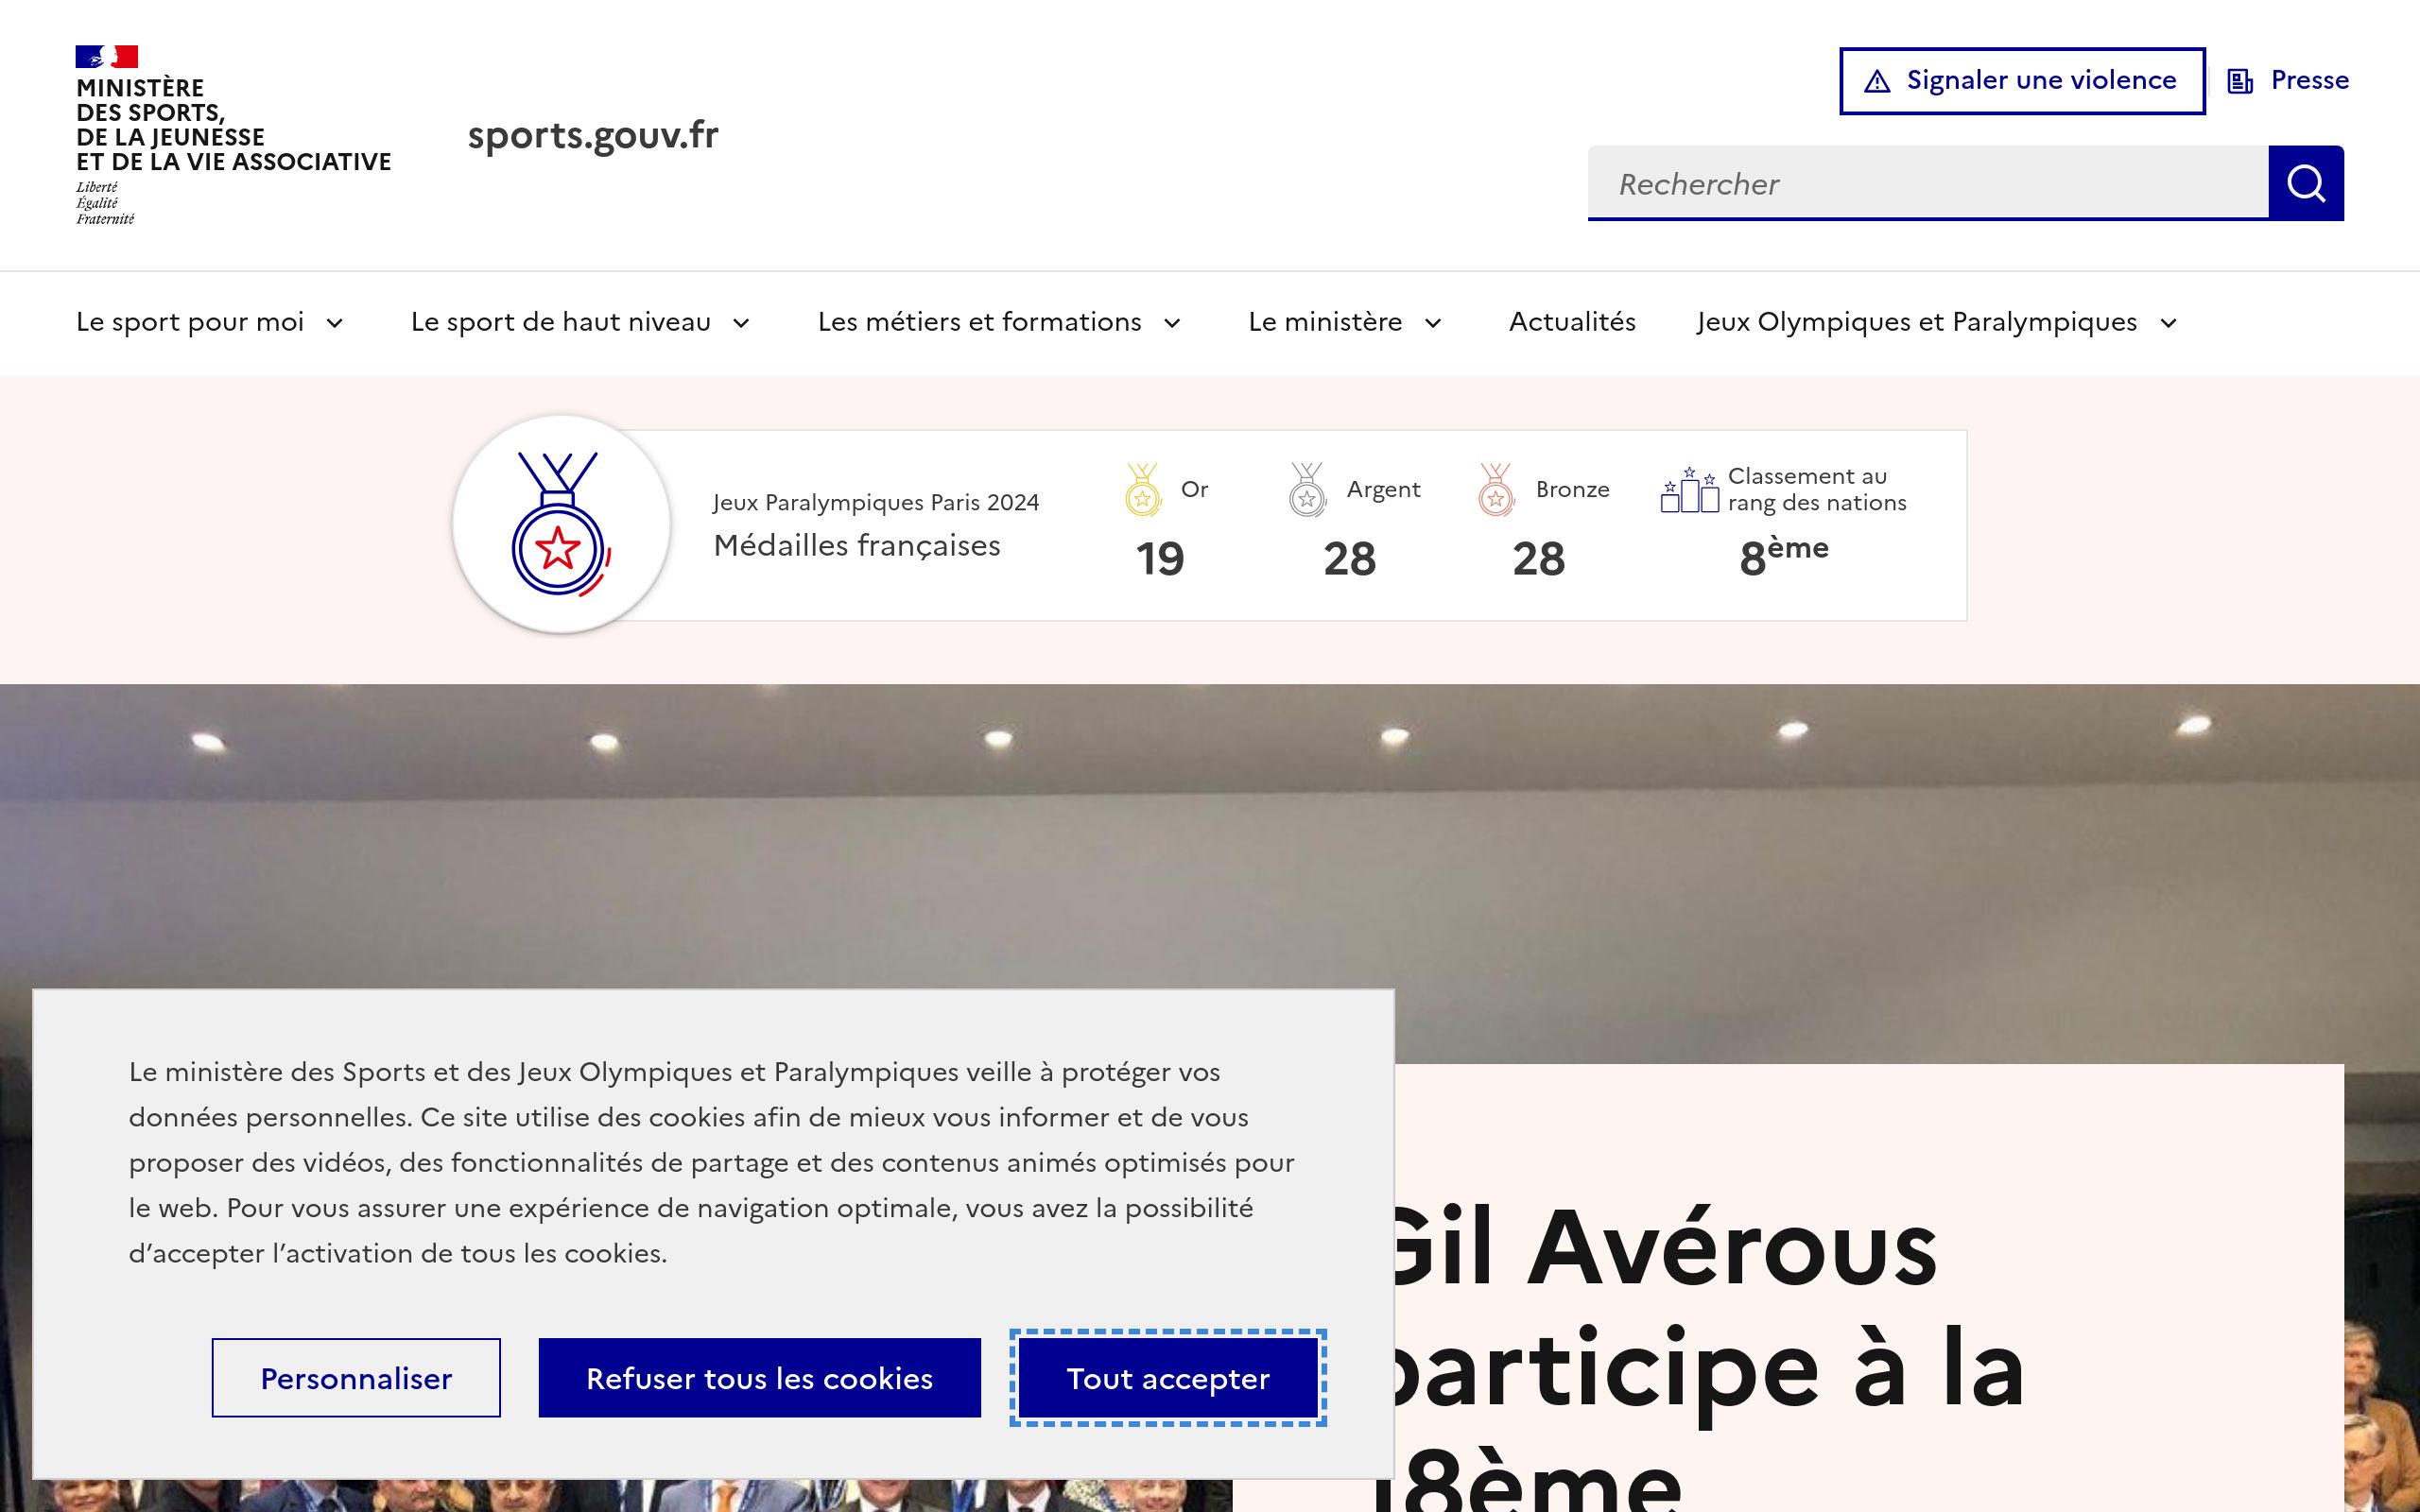 MINISTÈRE
DES SPORTS,
DE LA JEUNESSE
ET DE LA VIE ASSOCIATIVE
Liberté
Égalité
Fraternité
sports.gouv.fr
Signaler une violence
Presse
Rechercher
Le sport pour moi
Le sport de haut niveau
Les métiers et formations
Le ministère
Actualités
Jeux Olympiques et Paralympiques
Jeux Paralympiques Paris 2024
Médailles françaises
Or
19
Argent
28
Bronze
28
Classement au
rang des nations
8ème
Le ministère des Sports et des Jeux Olympiques et Paralympiques veille à protéger vos
données personnelles. Ce site utilise des cookies afin de mieux vous informer et de vous
proposer des vidéos, des fonctionnalités de partage et des contenus animés optimisés pour
le web. Pour vous assurer une expérience de navigation optimale, vous avez la possibilité
d’accepter l’activation de tous les cookies.
Personnaliser
Refuser tous les cookies
Tout accepter
Gil Avérous
participe à la